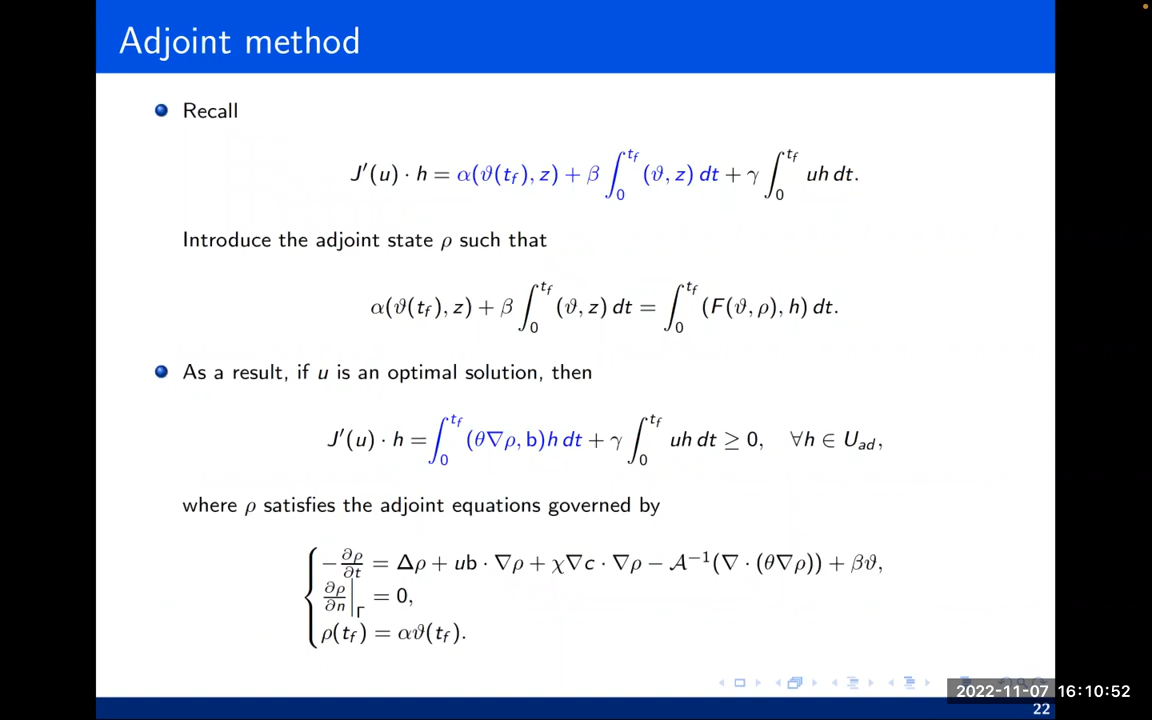 Adjoint method
Recall
J′(u) · h = α(ϑ(t_f), z) + β ∫_0^{t_f} (ϑ, z) dt + γ ∫_0^{t_f} uh dt.
Introduce the adjoint state ρ such that
α(ϑ(t_f), z) + β ∫_0^{t_f} (ϑ, z) dt = ∫_0^{t_f} (F(ϑ, ρ), h) dt.
As a result, if u is an optimal solution, then
J′(u) · h = ∫_0^{t_f} (θ∇ρ, b)h dt + γ ∫_0^{t_f} uh dt ≥ 0, ∀h ∈ U_{ad},
where ρ satisfies the adjoint equations governed by
−∂ρ/∂t = Δρ + ub · ∇ρ + χ∇c · ∇ρ − 𝒜^{−1}(∇ · (θ∇ρ)) + βϑ,
∂ρ/∂n|_Γ = 0,
ρ(t_f) = αϑ(t_f).
2022-11-07 16:10:52
22